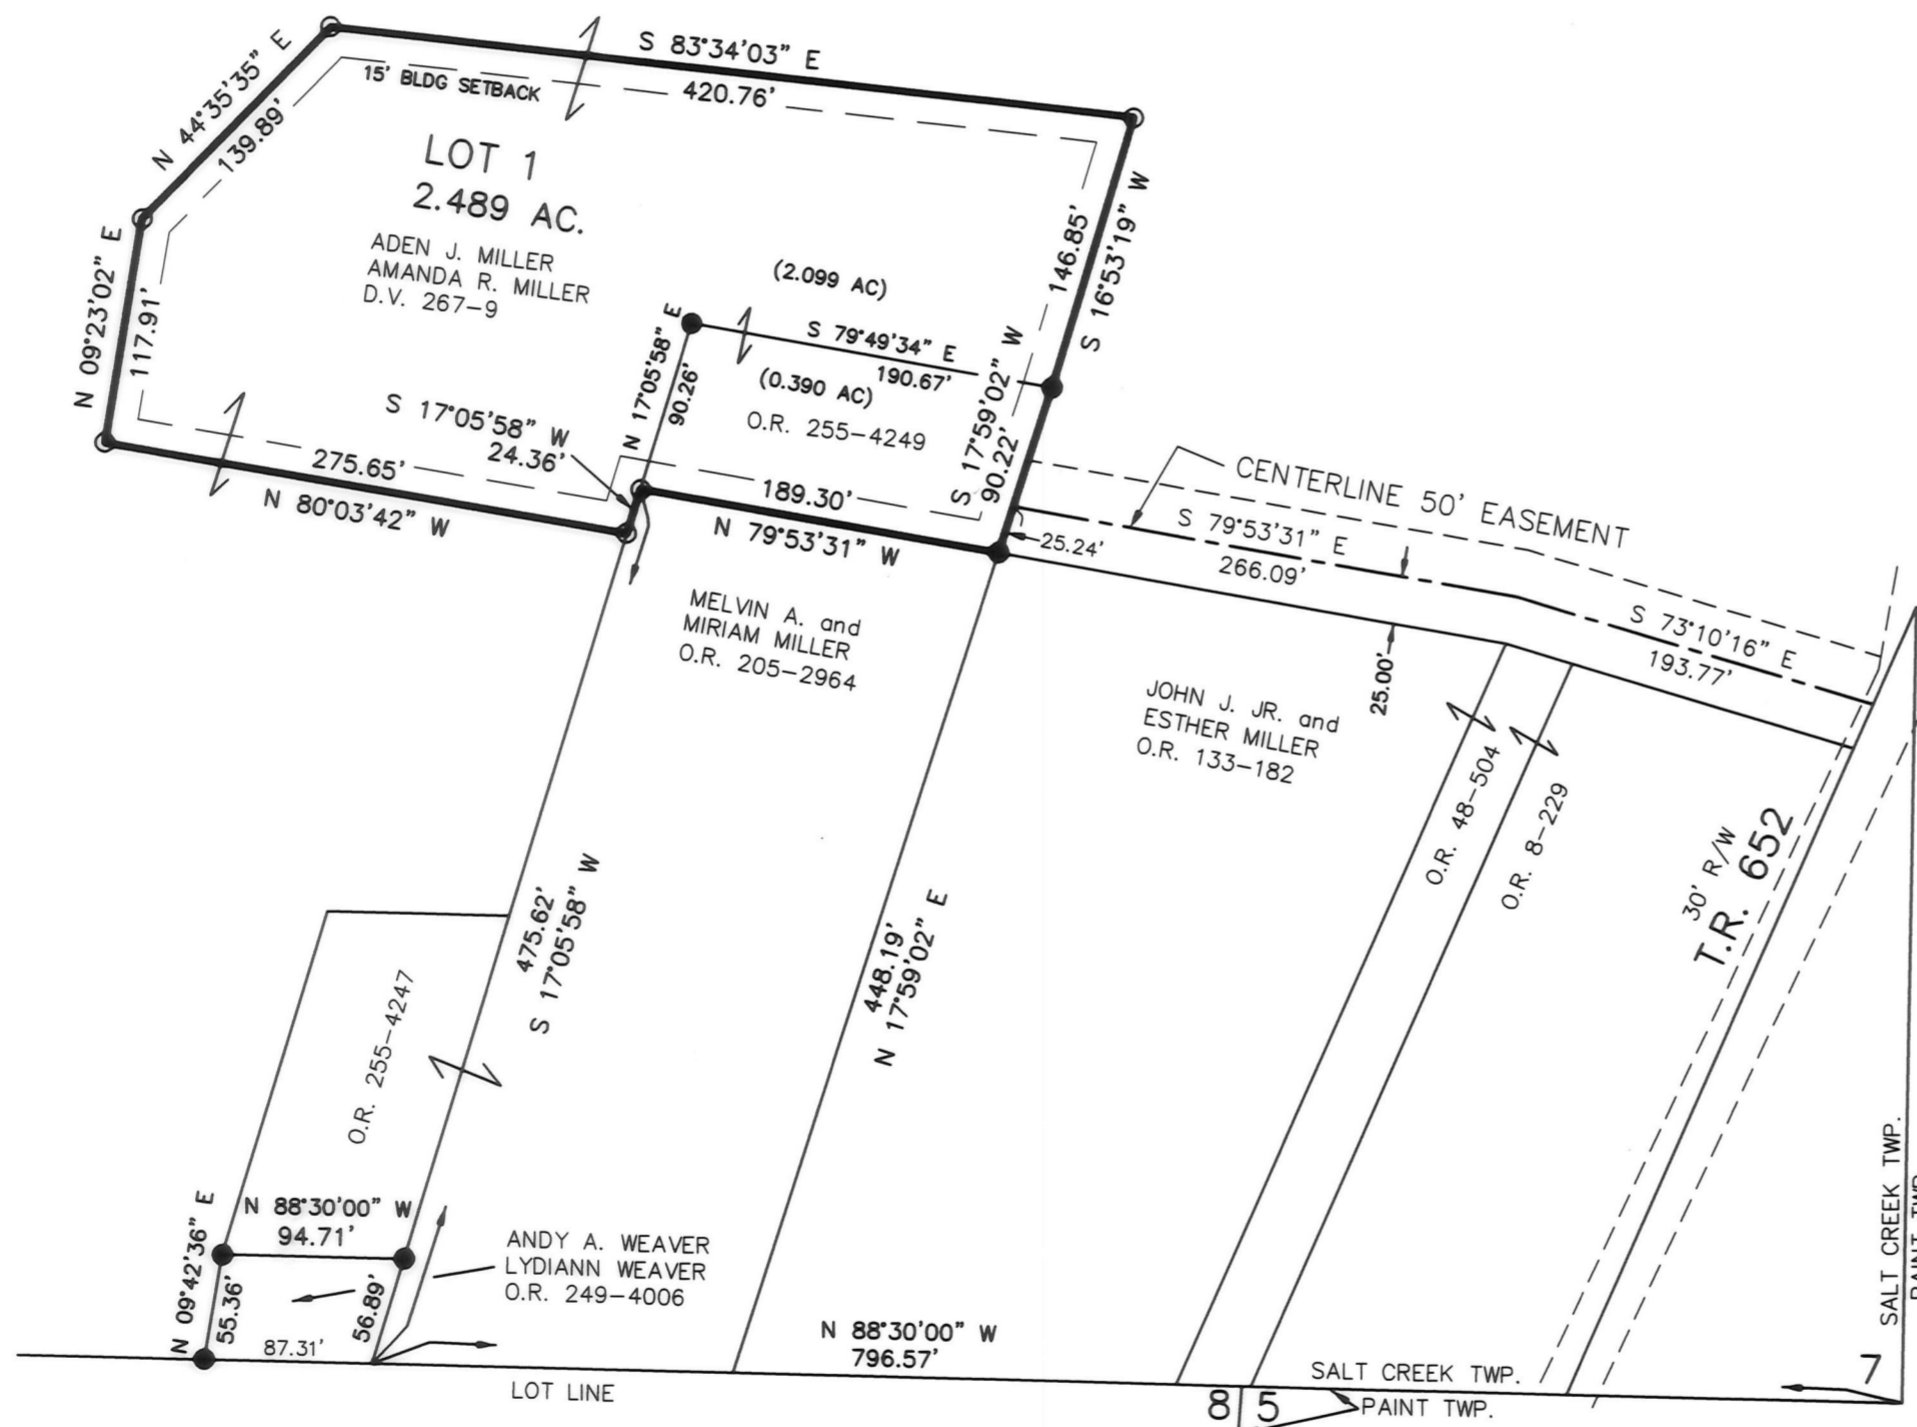 S 83°34'03" E
420.76'
15' BLDG SETBACK
N 44°35'35" E
139.89'
LOT 1
2.489 AC.
ADEN J. MILLER
AMANDA R. MILLER
D.V. 267-9
N 09°23'02" E
117.91'
(2.099 AC)
146.85'
S 16°53'19" W
S 79°49'34" E
190.67'
(0.390 AC)
O.R. 255-4249
N 17°05'58" E
90.26'
S 17°59'02" W
90.22'
S 17°05'58" W
24.36'
275.65'
N 80°03'42" W
189.30'
N 79°53'31" W
CENTERLINE 50' EASEMENT
S 79°53'31" E
266.09'
25.24'
S 73°10'16" E
193.77'
25.00'
MELVIN A. and
MIRIAM MILLER
O.R. 205-2964
JOHN J. JR. and
ESTHER MILLER
O.R. 133-182
O.R. 48-504
O.R. 8-229
30' R/W
T.R. 652
475.62'
S 17°05'58" W
448.19'
N 17°59'02" E
O.R. 255-4247
N 88°30'00" W
94.71'
N 09°42'36" E
55.36'
56.89'
87.31'
ANDY A. WEAVER
LYDIANN WEAVER
O.R. 249-4006
N 88°30'00" W
796.57'
LOT LINE
SALT CREEK TWP.
PAINT TWP.
8
5
7
SALT CREEK TWP.
PAINT TWP.